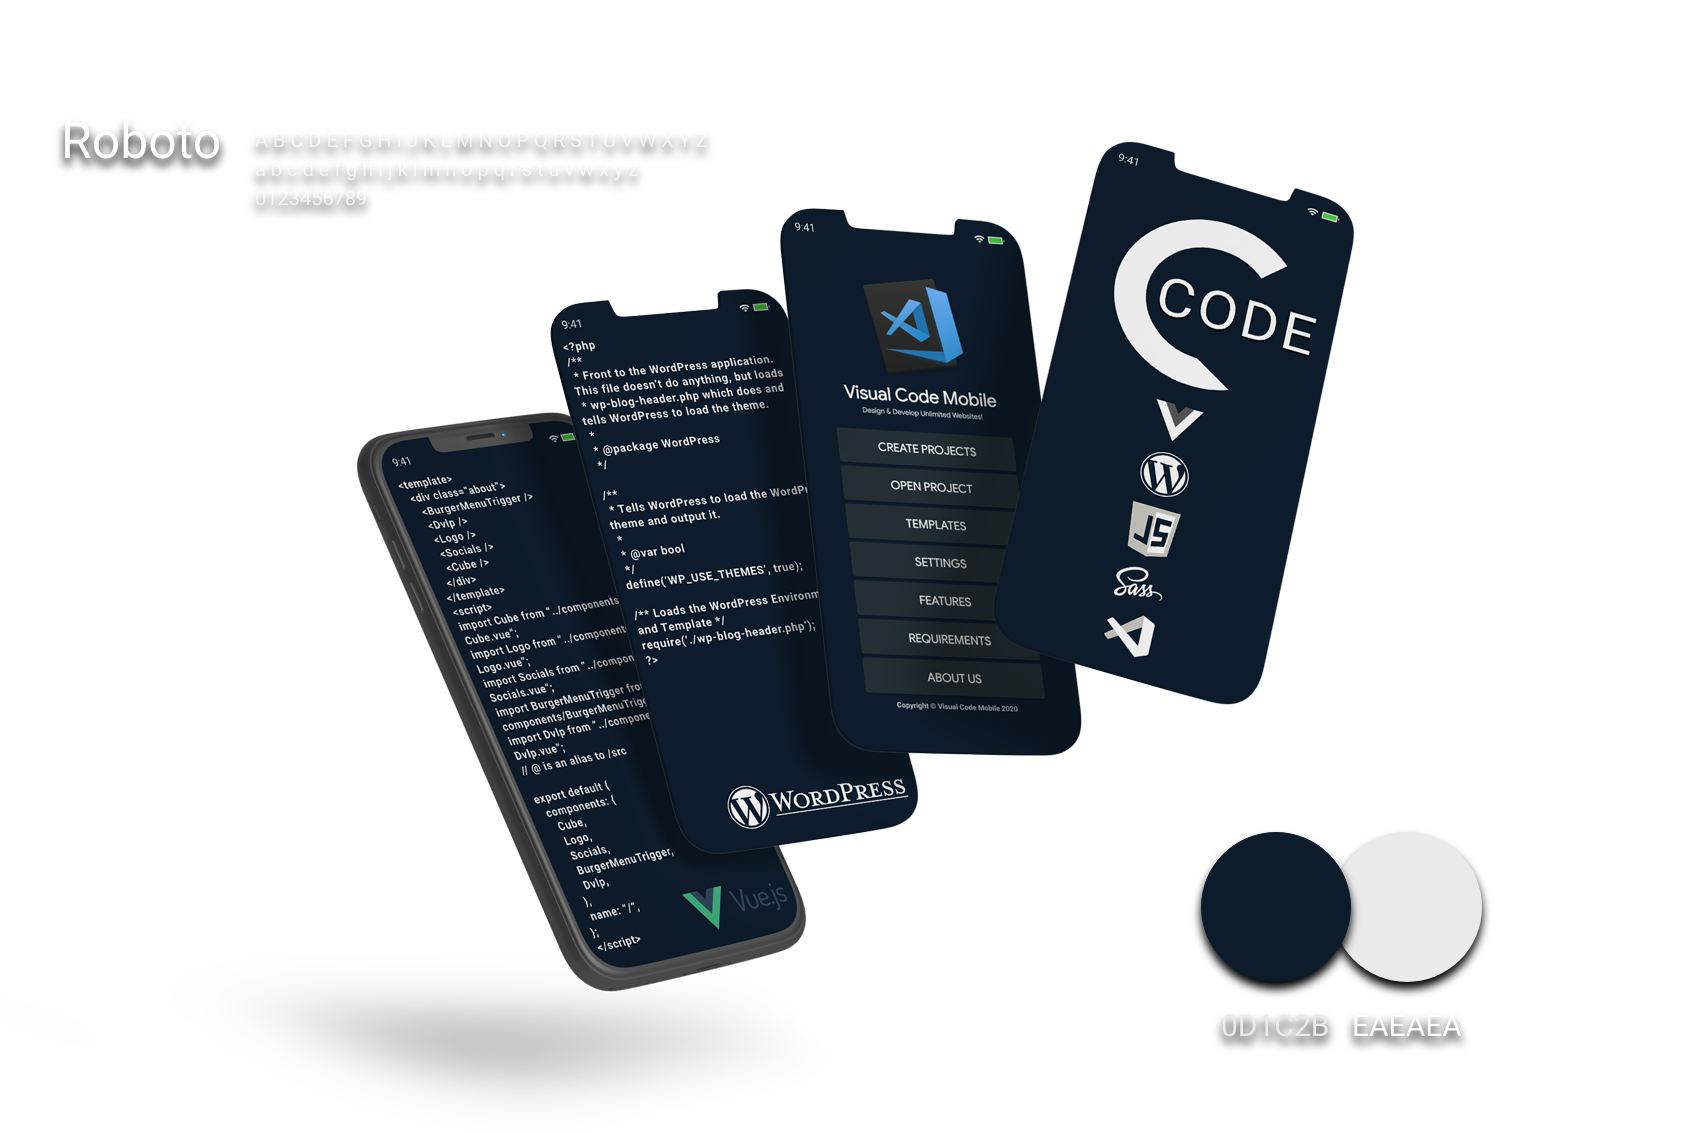 Roboto
ABCDEFGHIJKLMNOPQRSTUVWXYZ
abcdefghijklmnopqrstuvwxyz
0123456789
9:41
<template>
<div class="about">
<BurgerMenuTrigger />
<Dvlp />
<Logo />
<Socials />
<Cube />
</div>
</template>
<script>
import Cube from " ../components
Cube.vue";
import Logo from " ../component
Logo.vue";
import Socials from " ../compon
Socials.vue";
import BurgerMenuTrigger fro
components/BurgerMenuTrig
import Dvlp from " ../compone
Dvlp.vue";
// @ is an alias to /src
export default {
components: {
Cube,
Logo,
Socials,
BurgerMenuTrigger,
Dvlp,
},
name: "/" ,
};
</script>
Vue.js
9:41
<?php
/**
* Front to the WordPress application.
This file doesn't do anything, but loads
* wp-blog-header.php which does and
tells WordPress to load the theme.
*
* @package WordPress
*/
/**
* Tells WordPress to load the WordPr
theme and output it.
*
* @var bool
*/
define('WP_USE_THEMES', true);
/** Loads the WordPress Environm
and Template */
require('./wp-blog-header.php');
?>
WORDPRESS
9:41
Visual Code Mobile
Design & Develop Unlimited Websites!
CREATE PROJECTS
OPEN PROJECT
TEMPLATES
SETTINGS
FEATURES
REQUIREMENTS
ABOUT US
Copyright © Visual Code Mobile 2020
9:41
CODE
JS
Sass
0D1C2B EAEAEA